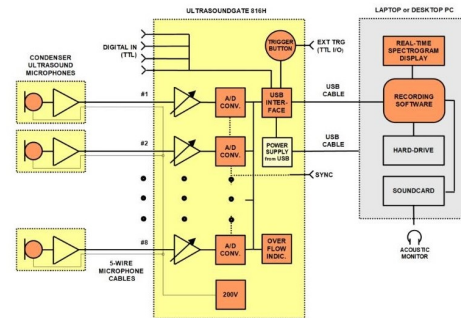 ULTRASOUNDGATE 816H
LAPTOP or DESKTOP PC
CONDENSER
ULTRASOUND
MICROPHONES
DIGITAL IN
(TTL)
TRIGGER
BUTTON
EXT TRG
(TTL I/O)
REAL-TIME
SPECTROGRAM
DISPLAY
#1
A/D
CONV.
USB
INTER-
FACE
USB
CABLE
RECORDING
SOFTWARE
#2
A/D
CONV.
POWER
SUPPLY
from USB
USB
CABLE
HARD-DRIVE
SYNC
SOUNDCARD
#8
A/D
CONV.
OVER
FLOW
INDIC.
ACOUSTIC
MONITOR
5-WIRE
MICROPHONE
CABLES
200V